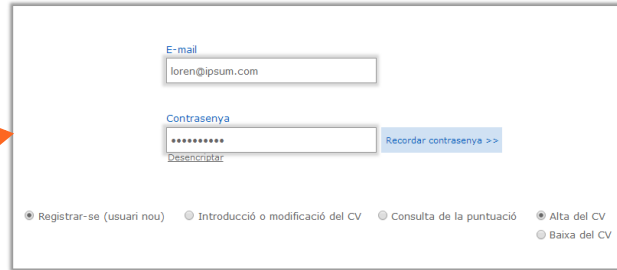 E-mail
loren@ipsum.com
Contrasenya
••••••••••
Recordar contrasenya >>
Desencriptar
Registrar-se (usuari nou)
Introducció o modificació del CV
Consulta de la puntuació
Alta del CV
Baixa del CV